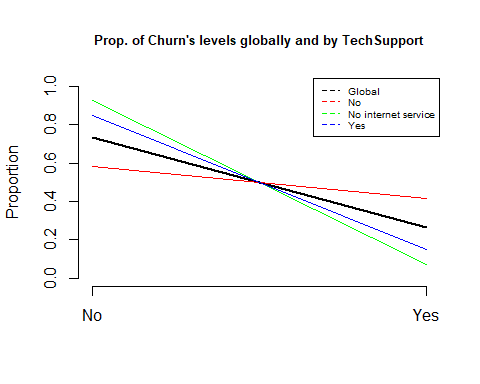 Prop. of Churn's levels globally and by TechSupport
Global
No
No internet service
Yes
Proportion
1.0
0.8
0.6
0.4
0.2
0.0
No
Yes